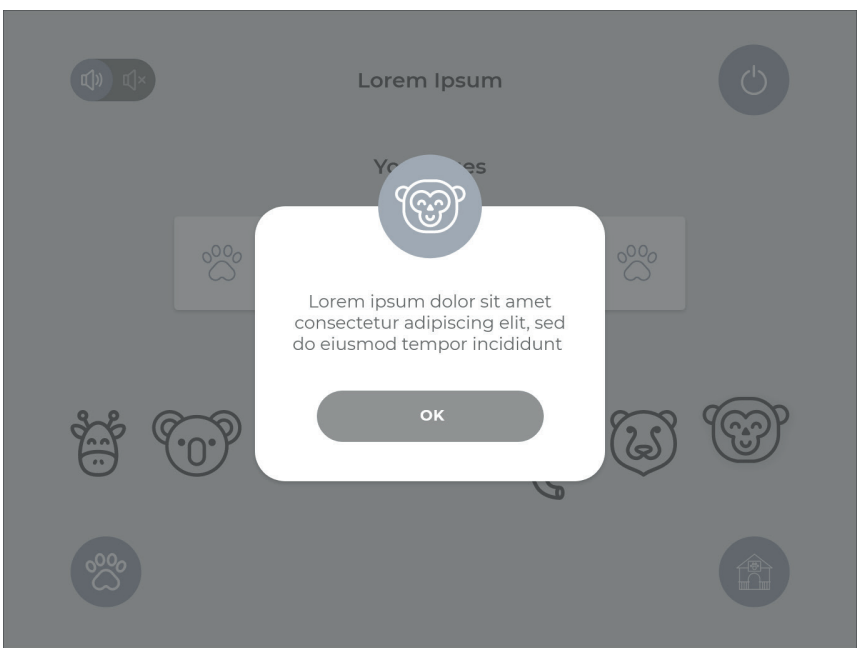 Lorem Ipsum
Lorem ipsum dolor sit amet
consectetur adipiscing elit, sed
do eiusmod tempor incididunt
OK